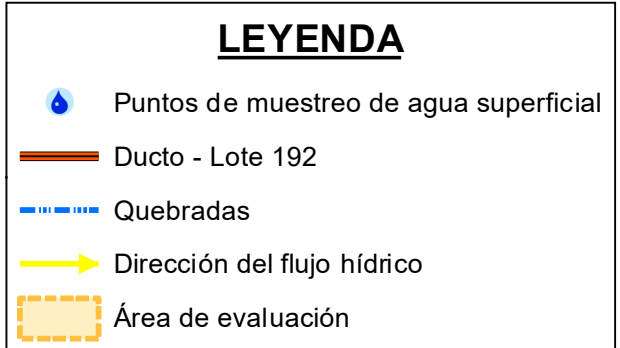 LEYENDA
Puntos de muestreo de agua superficial
Ducto - Lote 192
Quebradas
Dirección del flujo hídrico
Área de evaluación